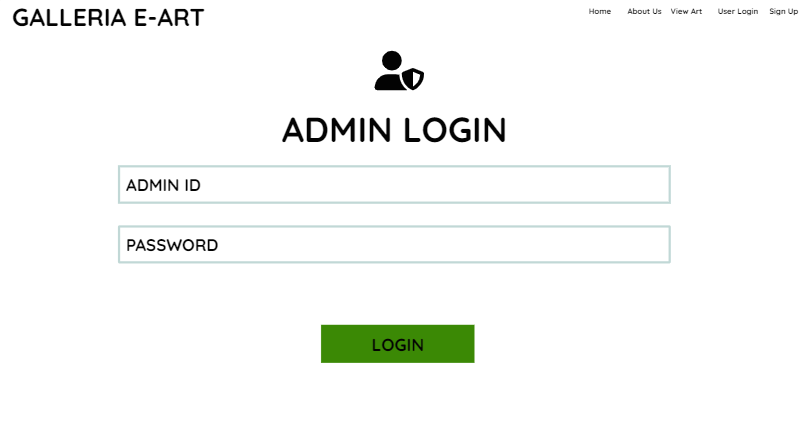 GALLERIA E-ART
Home About Us View Art User Login Sign Up
ADMIN LOGIN
ADMIN ID
PASSWORD
LOGIN